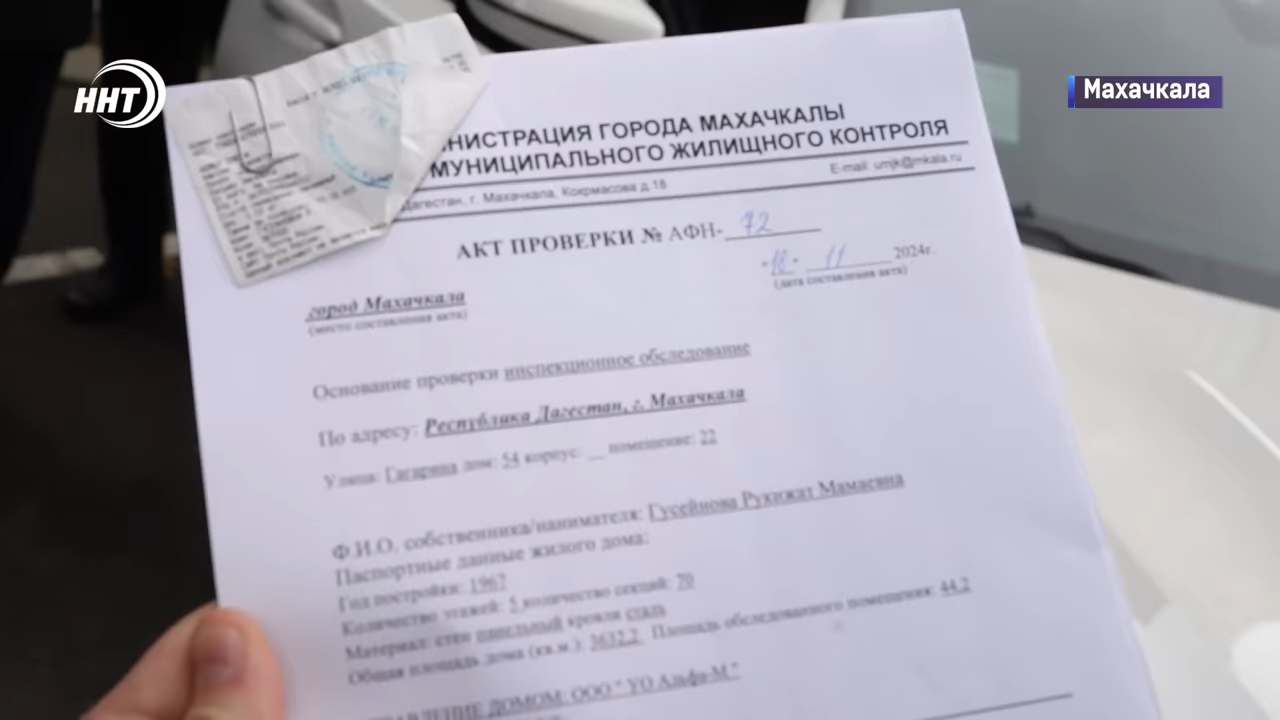 ННТ
Махачкала
НИСТРАЦИЯ ГОРОДА МАХАЧКАЛЫ
МУНИЦИПАЛЬНОГО ЖИЛИЩНОГО КОНТРОЛЯ
Дагестан, г. Махачкала, Кокрмасова д.18
E-mail: umjk@mkala.ru
АКТ ПРОВЕРКИ № АФН- 72
"18" 11 2024г.
(дата составления акта)
город Махачкала
(место составления акта)
Основание проверки инспекционное обследование
По адресу: Республика Дагестан, г. Махачкала
Улица: Гагарина дом: 54 корпус: __ помещение: 22
Ф.И.О. собственника/нанимателя: Гусейнова Рукижат Мамаевна
Паспортные данные жилого дома:
Год постройки: 1967
Количество этажей: 5 количество секций: 70
Материал: стен панельный кровли сталь
Общая площадь дома (кв.м.): 3632,2 Площадь обследованного помещения: 44,2
РАВЛЕНИЕ ДОМОМ: ООО " УО Альфа-М."